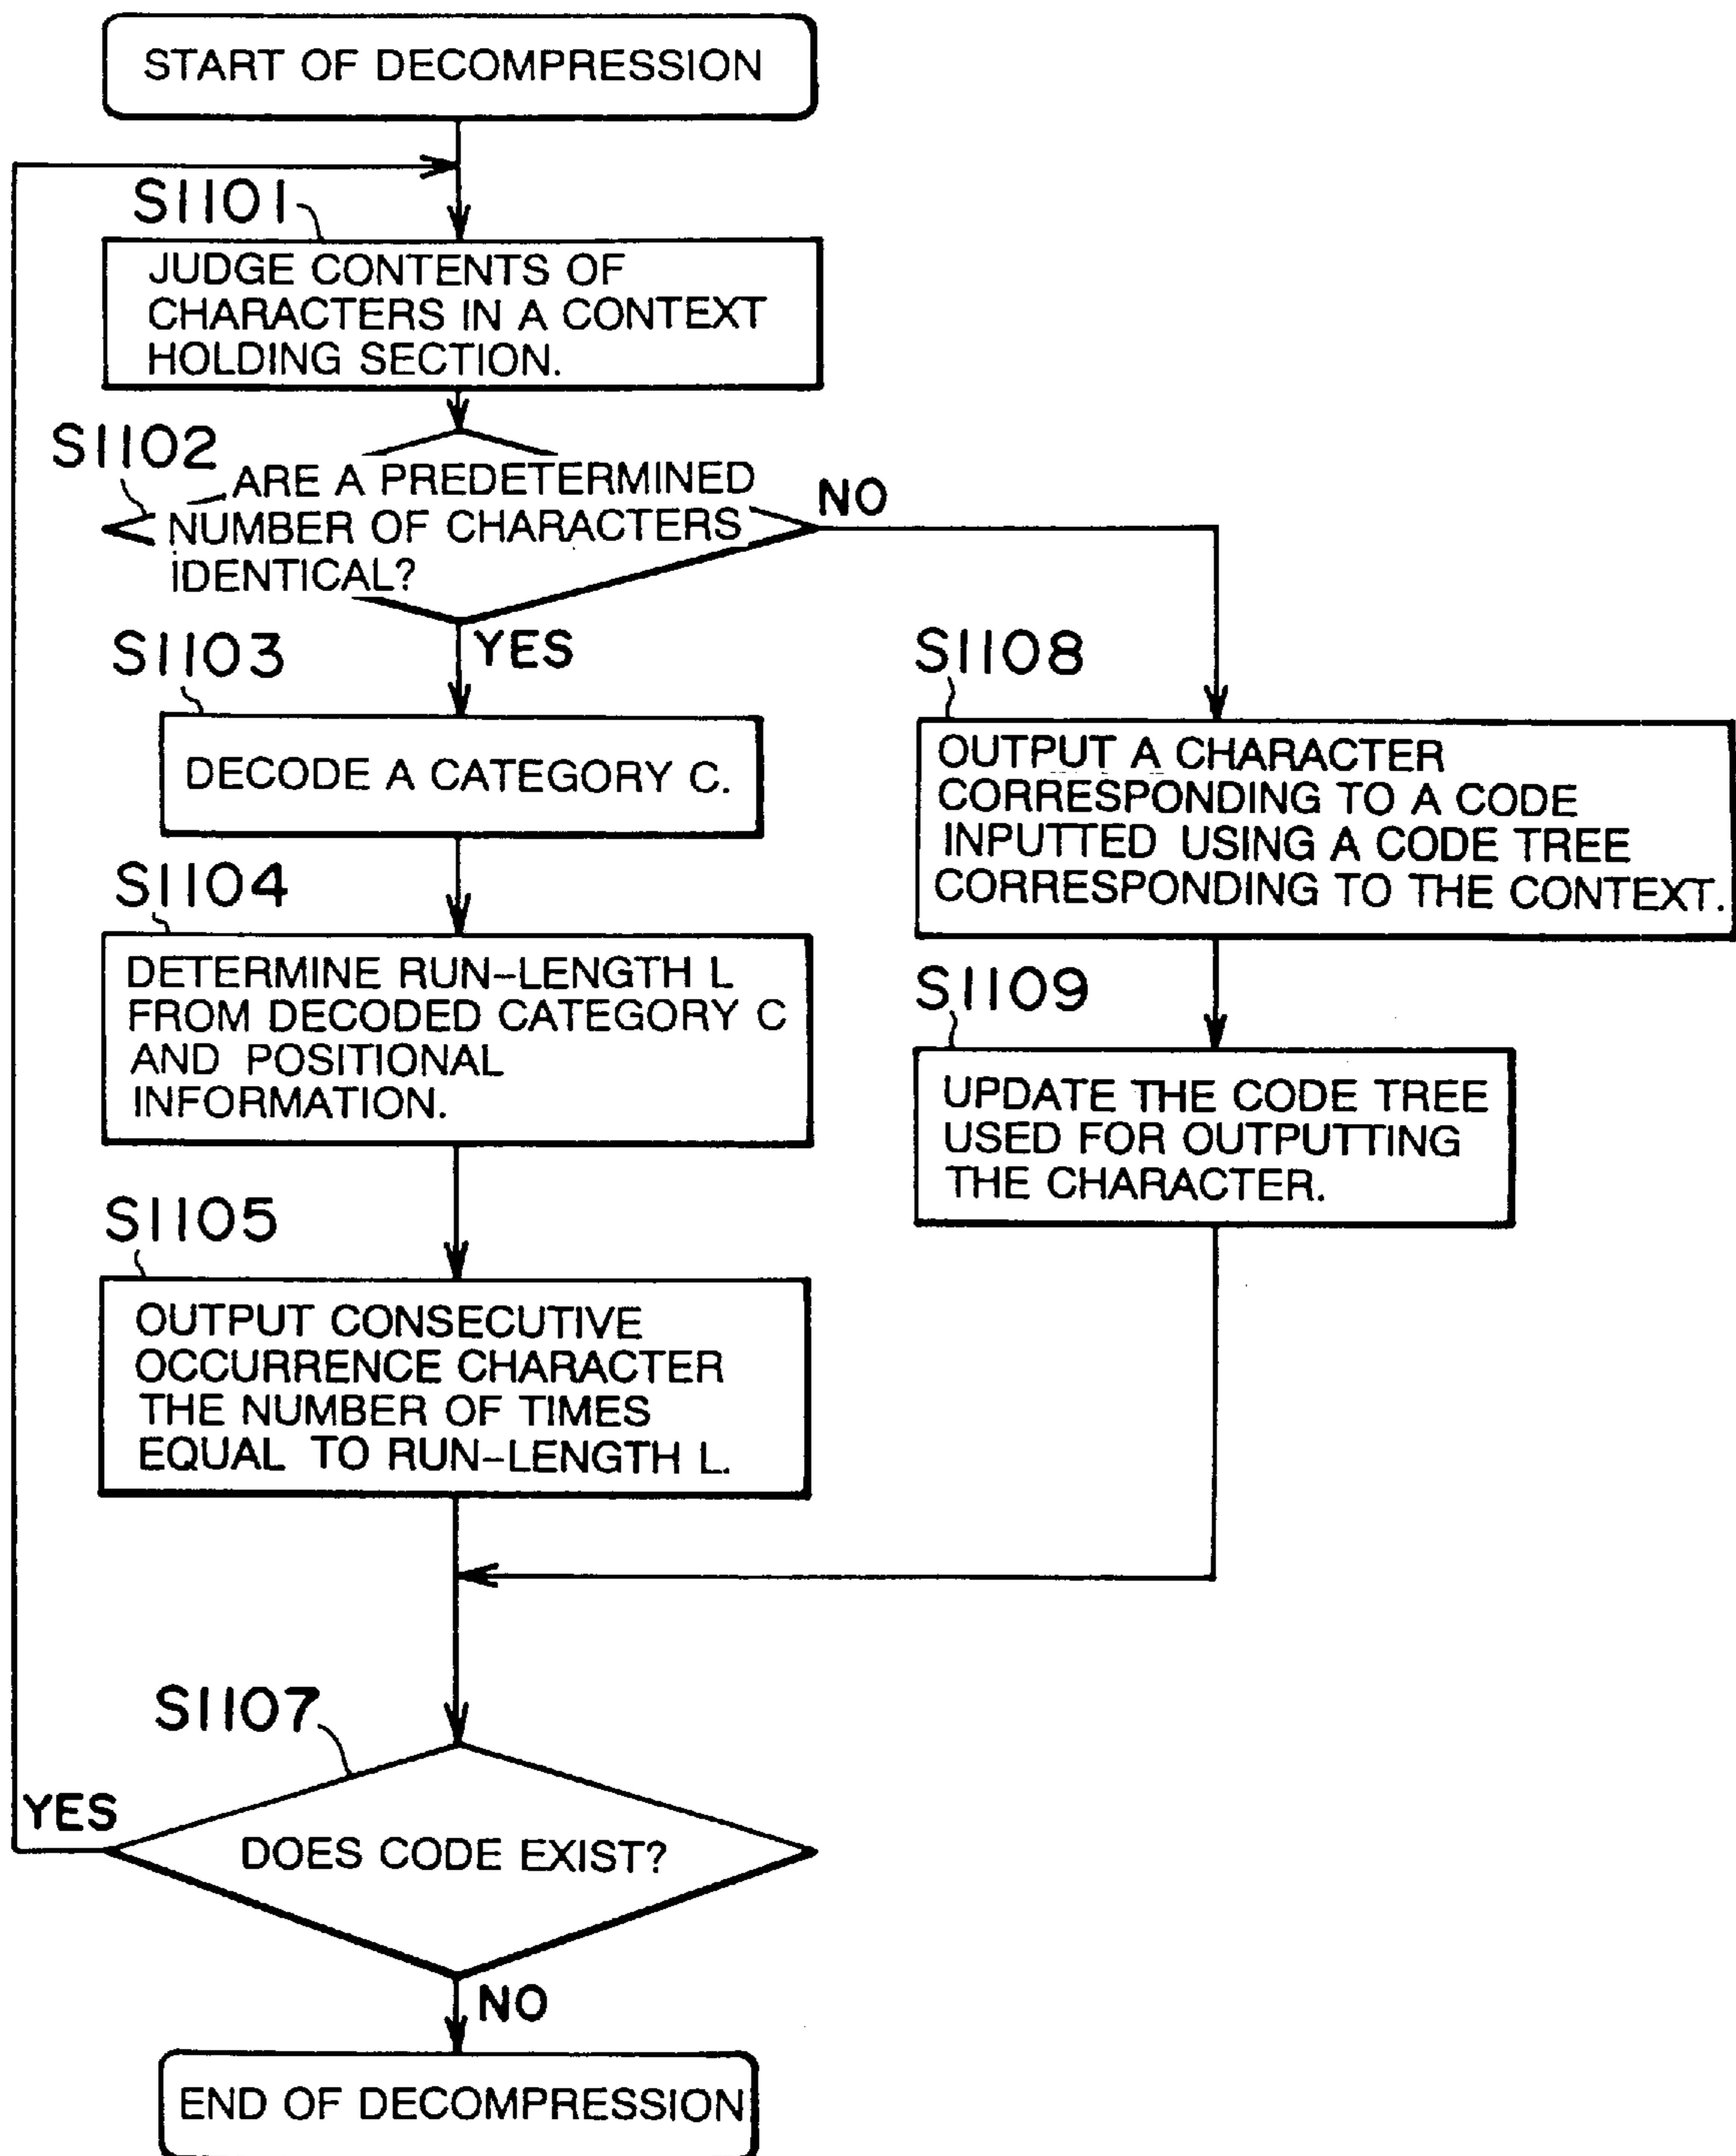 START OF DECOMPRESSION
S1101
JUDGE CONTENTS OF
CHARACTERS IN A CONTEXT
HOLDING SECTION.
S1102
ARE A PREDETERMINED
NUMBER OF CHARACTERS
IDENTICAL?
NO
YES
S1103
DECODE A CATEGORY C.
S1104
DETERMINE RUN-LENGTH L
FROM DECODED CATEGORY C
AND POSITIONAL
INFORMATION.
S1105
OUTPUT CONSECUTIVE
OCCURRENCE CHARACTER
THE NUMBER OF TIMES
EQUAL TO RUN-LENGTH L.
S1108
OUTPUT A CHARACTER
CORRESPONDING TO A CODE
INPUTTED USING A CODE TREE
CORRESPONDING TO THE CONTEXT.
S1109
UPDATE THE CODE TREE
USED FOR OUTPUTTING
THE CHARACTER.
S1107
YES
DOES CODE EXIST?
NO
END OF DECOMPRESSION